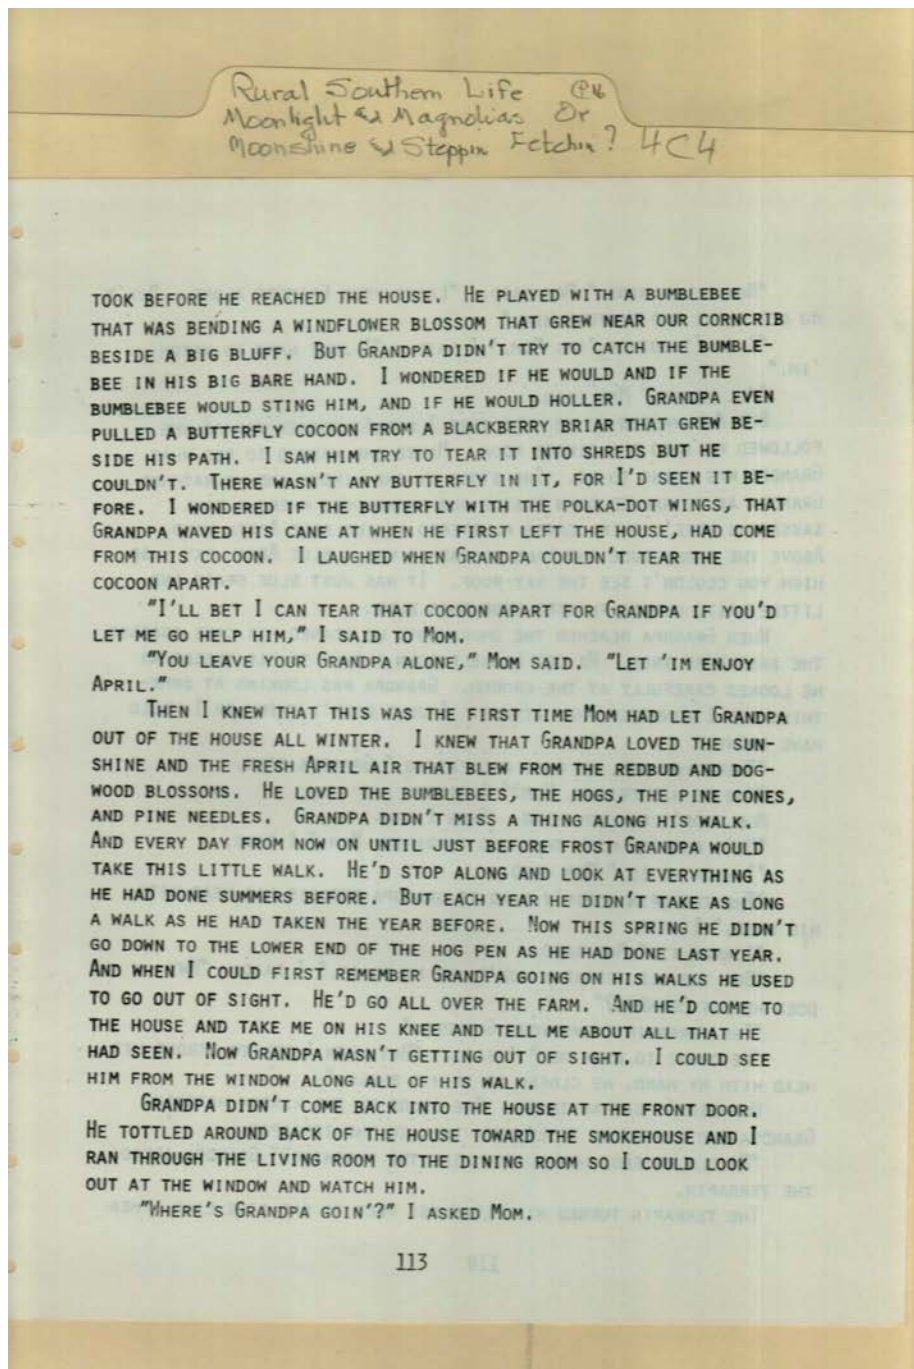 Rural Southern Life
Moonlight & Magnolias Or
Moonshine & Steppin Fetchin? 4C4
TOOK BEFORE HE REACHED THE HOUSE. HE PLAYED WITH A BUMBLEBEE
THAT WAS BENDING A WINDFLOWER BLOSSOM THAT GREW NEAR OUR CORNCRIB
BESIDE A BIG BLUFF. BUT GRANDPA DIDN'T TRY TO CATCH THE BUMBLE-
BEE IN HIS BIG BARE HAND. I WONDERED IF HE WOULD AND IF THE
BUMBLEBEE WOULD STING HIM, AND IF HE WOULD HOLLER. GRANDPA EVEN
PULLED A BUTTERFLY COCOON FROM A BLACKBERRY BRIAR THAT GREW BE-
SIDE HIS PATH. I SAW HIM TRY TO TEAR IT INTO SHREDS BUT HE
COULDN'T. THERE WASN'T ANY BUTTERFLY IN IT, FOR I'D SEEN IT BE-
FORE. I WONDERED IF THE BUTTERFLY WITH THE POLKA-DOT WINGS, THAT
GRANDPA WAVED HIS CANE AT WHEN HE FIRST LEFT THE HOUSE, HAD COME
FROM THIS COCOON. I LAUGHED WHEN GRANDPA COULDN'T TEAR THE
COCOON APART.
"I'LL BET I CAN TEAR THAT COCOON APART FOR GRANDPA IF YOU'D
LET ME GO HELP HIM," I SAID TO MOM.
"YOU LEAVE YOUR GRANDPA ALONE," MOM SAID. "LET 'IM ENJOY
APRIL."
THEN I KNEW THAT THIS WAS THE FIRST TIME MOM HAD LET GRANDPA
OUT OF THE HOUSE ALL WINTER. I KNEW THAT GRANDPA LOVED THE SUN-
SHINE AND THE FRESH APRIL AIR THAT BLEW FROM THE REDBUD AND DOG-
WOOD BLOSSOMS. HE LOVED THE BUMBLEBEES, THE HOGS, THE PINE CONES,
AND PINE NEEDLES. GRANDPA DIDN'T MISS A THING ALONG HIS WALK.
AND EVERY DAY FROM NOW ON UNTIL JUST BEFORE FROST GRANDPA WOULD
TAKE THIS LITTLE WALK. HE'D STOP ALONG AND LOOK AT EVERYTHING AS
HE HAD DONE SUMMERS BEFORE. BUT EACH YEAR HE DIDN'T TAKE AS LONG
A WALK AS HE HAD TAKEN THE YEAR BEFORE. NOW THIS SPRING HE DIDN'T
GO DOWN TO THE LOWER END OF THE HOG PEN AS HE HAD DONE LAST YEAR.
AND WHEN I COULD FIRST REMEMBER GRANDPA GOING ON HIS WALKS HE USED
TO GO OUT OF SIGHT. HE'D GO ALL OVER THE FARM. AND HE'D COME TO
THE HOUSE AND TAKE ME ON HIS KNEE AND TELL ME ABOUT ALL THAT HE
HAD SEEN. NOW GRANDPA WASN'T GETTING OUT OF SIGHT. I COULD SEE
HIM FROM THE WINDOW ALONG ALL OF HIS WALK.
GRANDPA DIDN'T COME BACK INTO THE HOUSE AT THE FRONT DOOR.
HE TOTTLED AROUND BACK OF THE HOUSE TOWARD THE SMOKEHOUSE AND I
RAN THROUGH THE LIVING ROOM TO THE DINING ROOM SO I COULD LOOK
OUT AT THE WINDOW AND WATCH HIM.
"WHERE'S GRANDPA GOIN'?" I ASKED MOM.
113